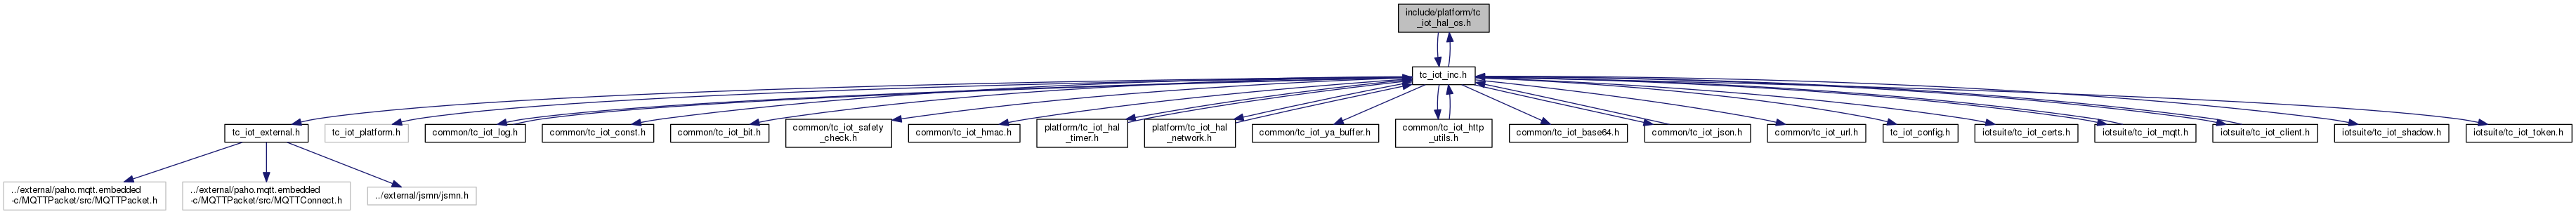 include/platform/tc
_iot_hal_os.h
tc_iot_inc.h
tc_iot_external.h
tc_iot_platform.h
common/tc_iot_log.h
common/tc_iot_const.h
common/tc_iot_bit.h
common/tc_iot_safety
_check.h
common/tc_iot_hmac.h
platform/tc_iot_hal
_timer.h
platform/tc_iot_hal
_network.h
common/tc_iot_ya_buffer.h
common/tc_iot_http
_utils.h
common/tc_iot_base64.h
common/tc_iot_json.h
common/tc_iot_url.h
tc_iot_config.h
iotsuite/tc_iot_certs.h
iotsuite/tc_iot_mqtt.h
iotsuite/tc_iot_client.h
iotsuite/tc_iot_shadow.h
iotsuite/tc_iot_token.h
../external/paho.mqtt.embedded
-c/MQTTPacket/src/MQTTPacket.h
../external/paho.mqtt.embedded
-c/MQTTPacket/src/MQTTConnect.h
../external/jsmn/jsmn.h